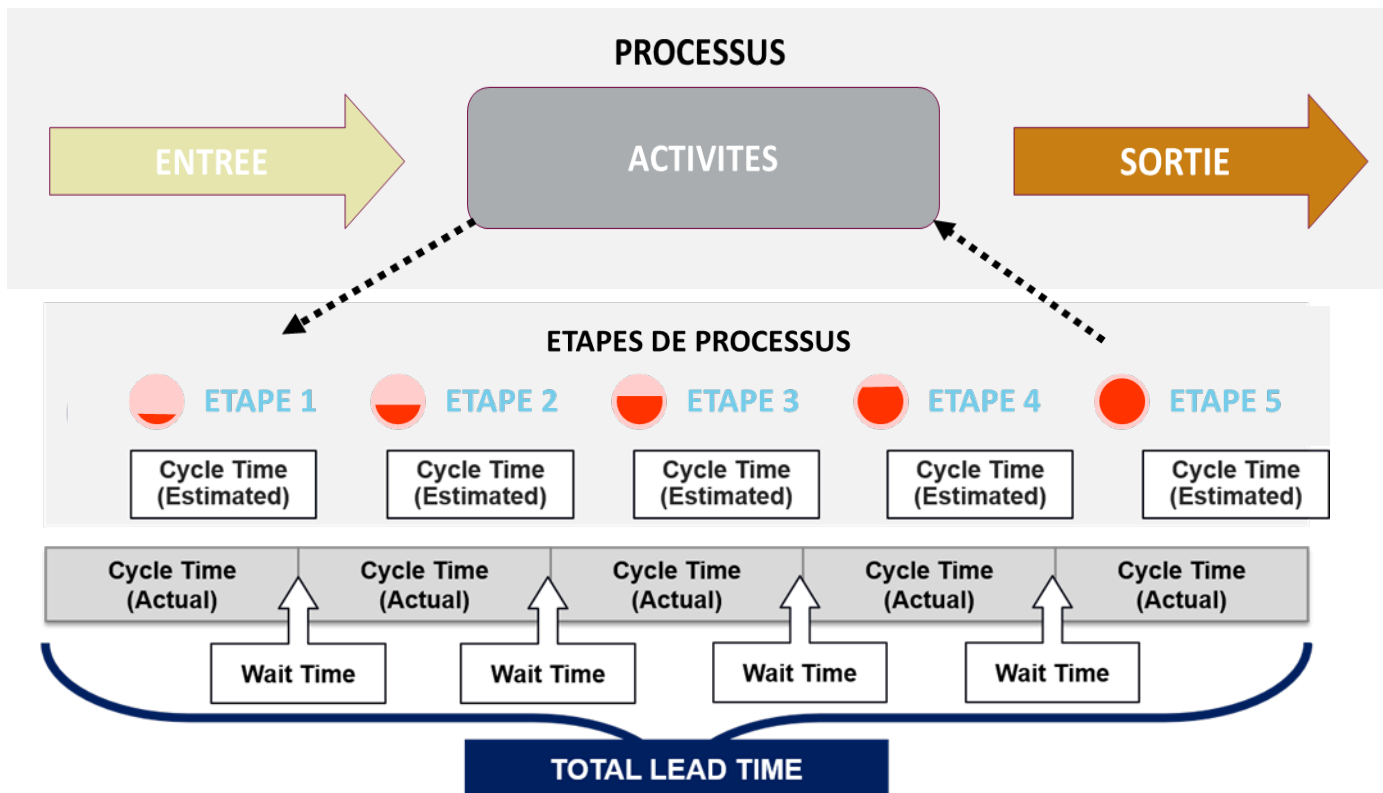 PROCESSUS
ENTREE
ACTIVITES
SORTIE
ETAPES DE PROCESSUS
ETAPE 1
ETAPE 2
ETAPE 3
ETAPE 4
ETAPE 5
Cycle Time
(Estimated)
Cycle Time
(Estimated)
Cycle Time
(Estimated)
Cycle Time
(Estimated)
Cycle Time
(Estimated)
Cycle Time
(Actual)
Cycle Time
(Actual)
Cycle Time
(Actual)
Cycle Time
(Actual)
Cycle Time
(Actual)
Wait Time
Wait Time
Wait Time
Wait Time
TOTAL LEAD TIME